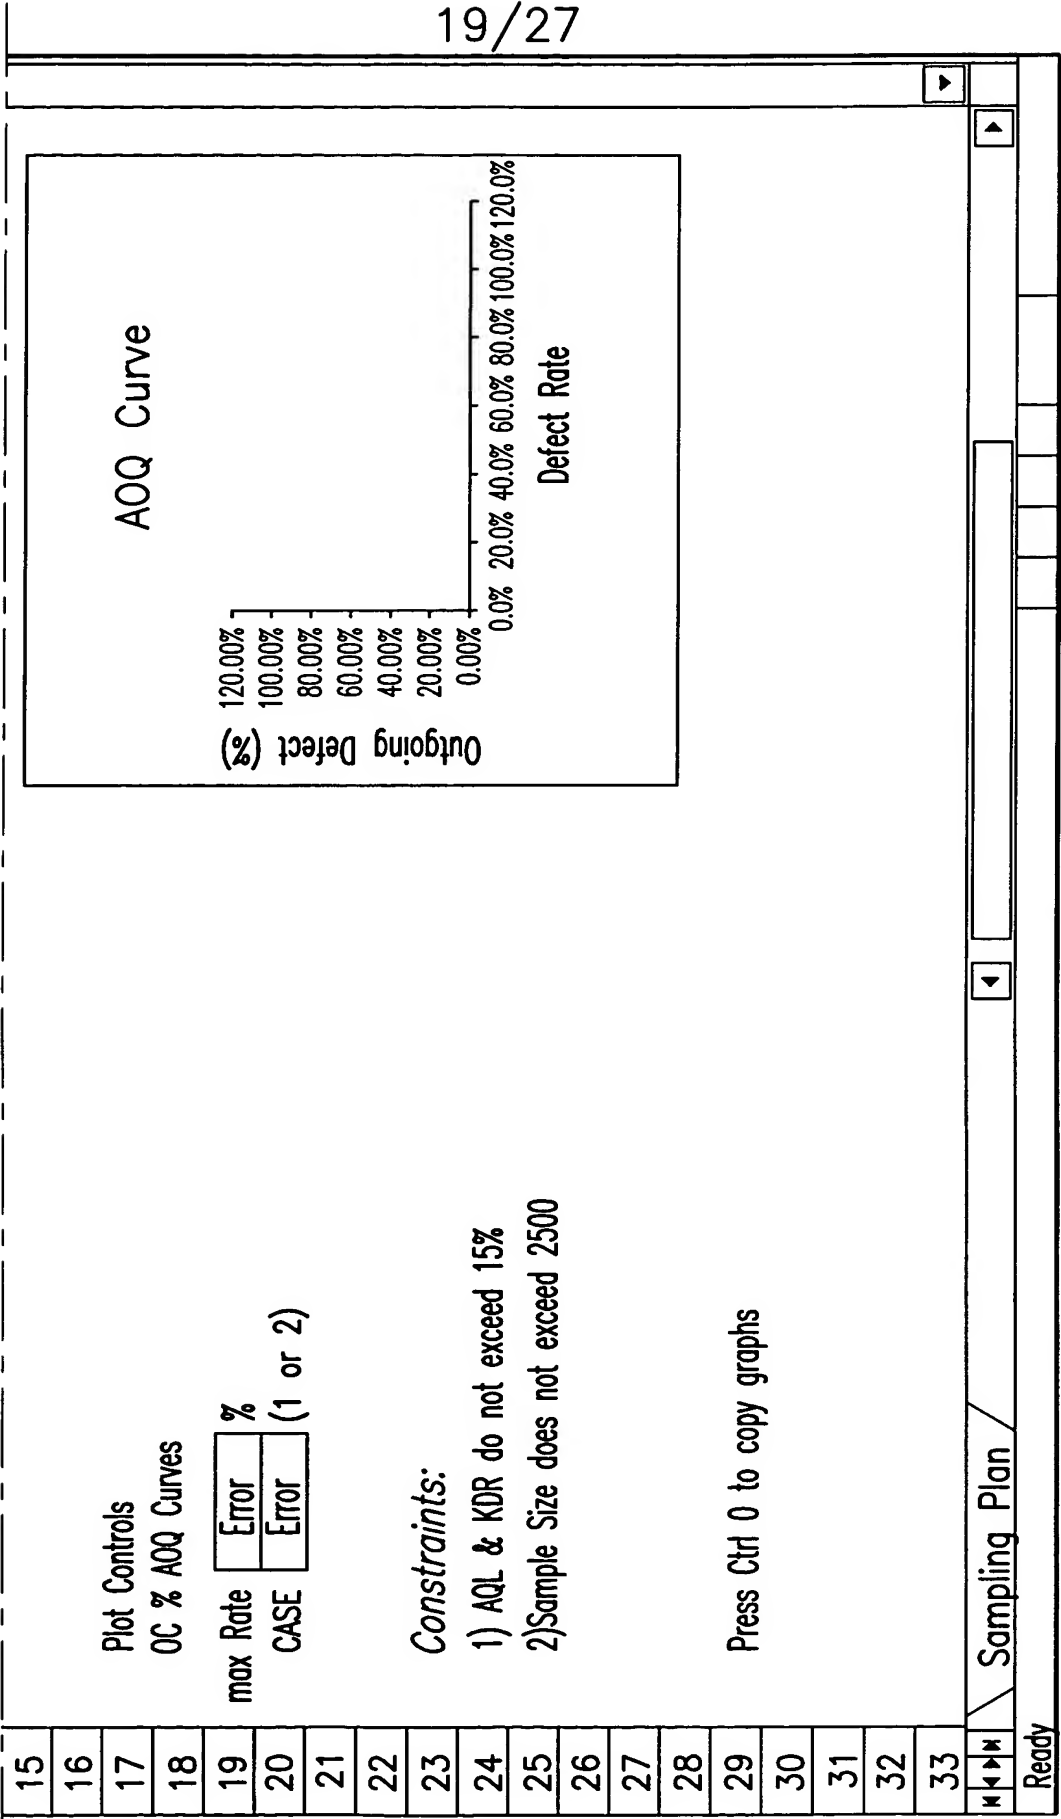 19/27
15
16
17
18
19
20
21
22
23
24
25
26
27
28
29
30
31
32
33
Plot Controls
OC % AOQ Curves
max Rate Error %
CASE Error (1 or 2)
Constraints:
1) AQL & KDR do not exceed 15%
2)Sample Size does not exceed 2500
Press Ctrl O to copy graphs
AOQ Curve
Outgoing Defect (%)
120.00%
100.00%
80.00%
60.00%
40.00%
20.00%
0.00%
0.0% 20.0% 40.0% 60.0% 80.0% 100.0% 120.0%
Defect Rate
Sampling Plan
Ready